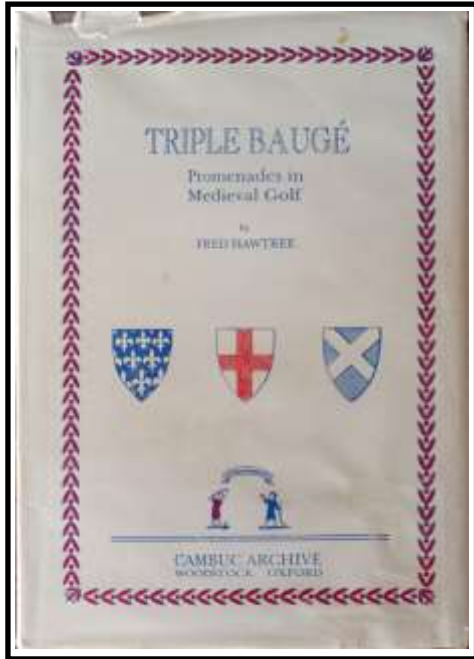 TRIPLE BAUGÉ
Promenades in
Medieval Golf
by
FRED HAWTREE
CAMBUC ARCHIVE
WOODSTOCK OXFORD